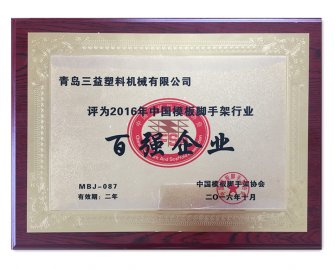 青岛三益塑料机械有限公司
评为2016年中国模板脚手架行业
百强企业
MBJ-087
有效期：二年
中国模板脚手架协会
二〇一六年十月